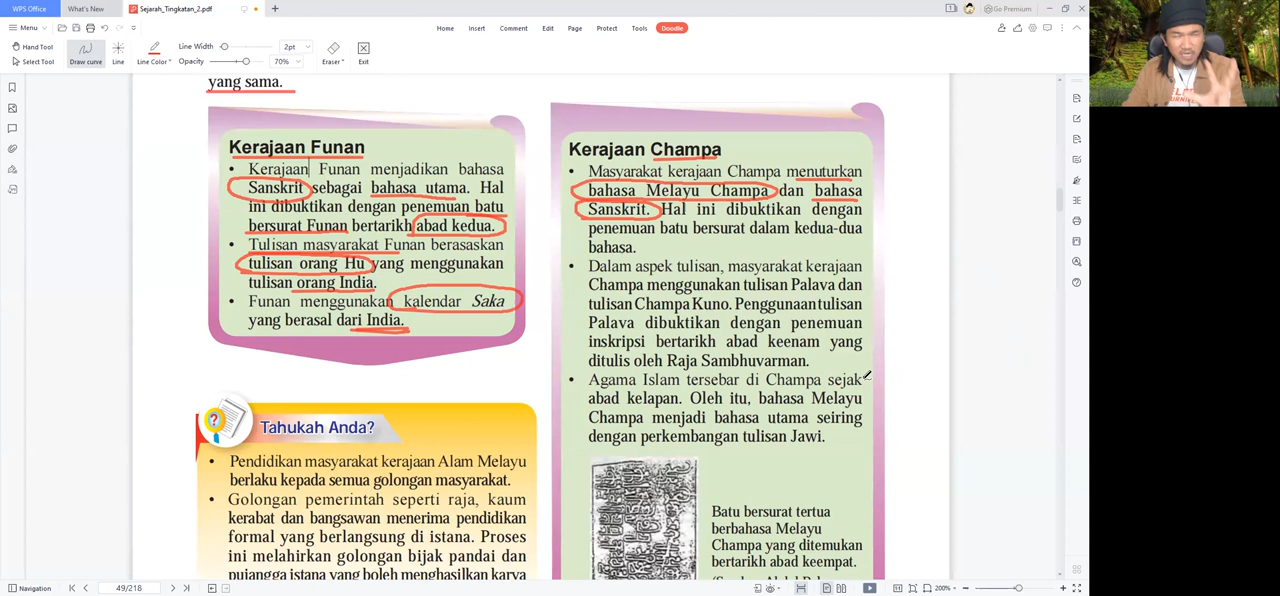 WPS Office
What's New
Sejarah_Tingkatan_2.pdf
Go Premium
Menu
Home
Insert
Comment
Edit
Page
Protect
Tools
Doodle
Hand Tool
Select Tool
Draw curve
Line
Line Color
Line Width
2pt
Opacity
70%
Eraser
Exit
yang sama.
Kerajaan Funan
• Kerajaan Funan menjadikan bahasa
Sanskrit sebagai bahasa utama. Hal
ini dibuktikan dengan penemuan batu
bersurat Funan bertarikh abad kedua.
• Tulisan masyarakat Funan berasaskan
tulisan orang Hu yang menggunakan
tulisan orang India.
• Funan menggunakan kalendar Saka
yang berasal dari India.
Tahukah Anda?
• Pendidikan masyarakat kerajaan Alam Melayu
berlaku kepada semua golongan masyarakat.
• Golongan pemerintah seperti raja, kaum
kerabat dan bangsawan menerima pendidikan
formal yang berlangsung di istana. Proses
ini melahirkan golongan bijak pandai dan
pujangga istana yang boleh menghasilkan karya
Kerajaan Champa
• Masyarakat kerajaan Champa menuturkan
bahasa Melayu Champa dan bahasa
Sanskrit. Hal ini dibuktikan dengan
penemuan batu bersurat dalam kedua-dua
bahasa.
• Dalam aspek tulisan, masyarakat kerajaan
Champa menggunakan tulisan Palava dan
tulisan Champa Kuno. Penggunaan tulisan
Palava dibuktikan dengan penemuan
inskripsi bertarikh abad keenam yang
ditulis oleh Raja Sambhuvarman.
• Agama Islam tersebar di Champa sejak
abad kelapan. Oleh itu, bahasa Melayu
Champa menjadi bahasa utama seiring
dengan perkembangan tulisan Jawi.
Batu bersurat tertua
berbahasa Melayu
Champa yang ditemukan
bertarikh abad keempat.
Navigation
49/218
200%